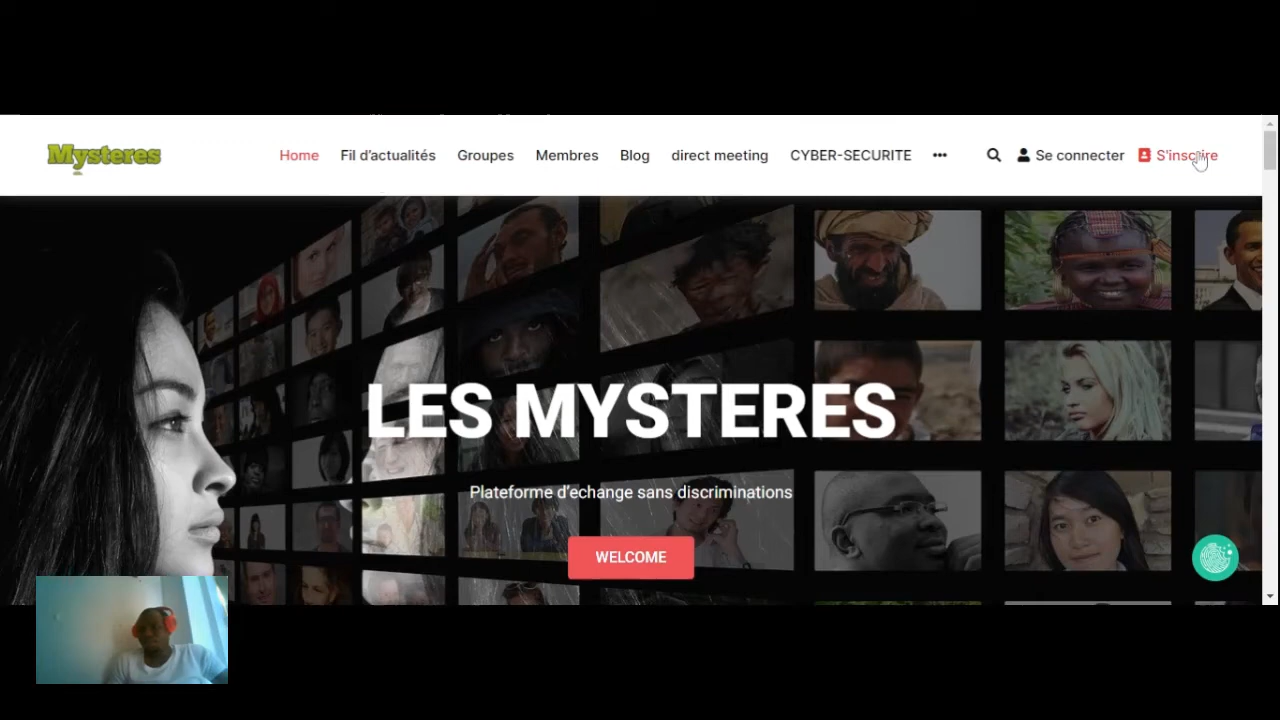 Mysteres
Home Fil d'actualités Groupes Membres Blog direct meeting CYBER-SECURITE ••• Se connecter S'inscrire
LES MYSTERES
Plateforme d'echange sans discriminations
WELCOME